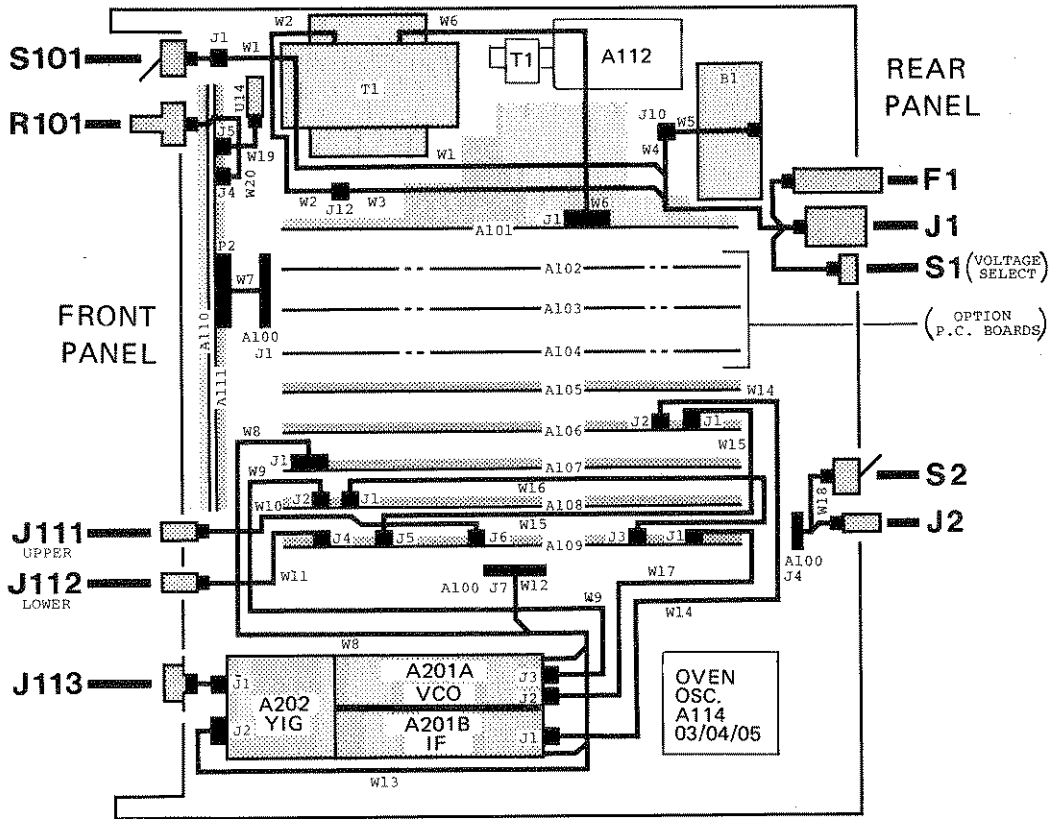 W2
W6
S101
J1
W1
T1
T1
A112
B1
REAR
PANEL
R101
U14
J5
W19
J4
W20
J10
W5
W4
W1
F1
W2
J12
W3
W6
J1
A101
J1
P2
W7
A102
S1 (VOLTAGE
SELECT)
A103
(OPTION
P.C. BOARDS)
FRONT
PANEL
A110
A111
A100
J1
A104
A105
W14
J2
J1
A106
W8
W15
J1
A107
W9
W16
J2
J1
S2
W10
A108
W18
W15
J111
UPPER
J4
J5
J6
A109
J3
J1
J2
A100
J4
J112
LOWER
W11
A100
J7
W12
W17
W9
W14
W8
J113
J1
A202
YIG
J2
A201A
VCO
J3
J2
A201B
IF
J1
OVEN
OSC.
A114
03/04/05
W13